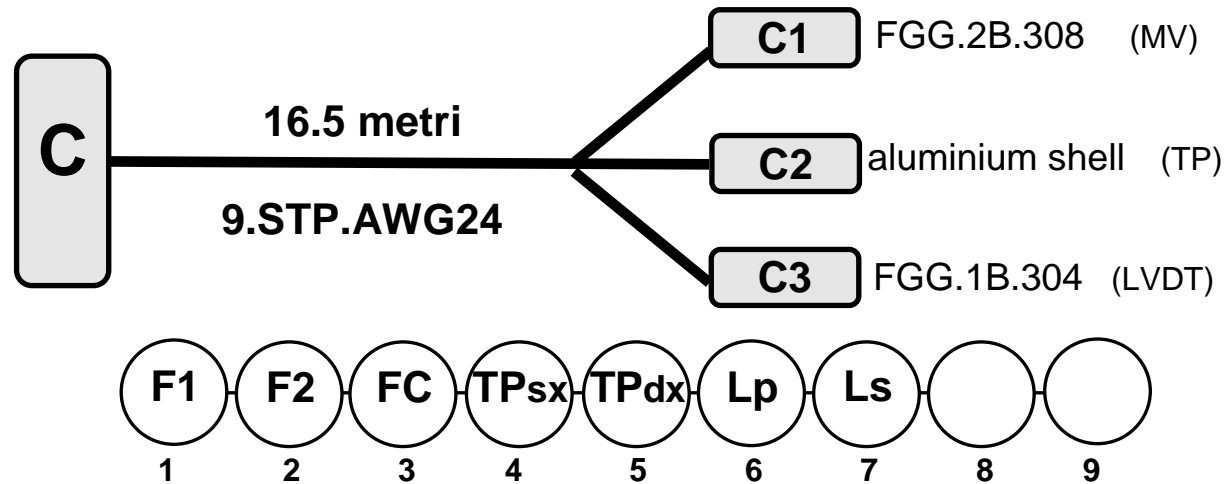 C1 FGG.2B.308 (MV)
C
16.5 metri
C2 aluminium shell (TP)
9.STP.AWG24
C3 FGG.1B.304 (LVDT)
F1 F2 FC TPsx TPdx Lp Ls
1 2 3 4 5 6 7 8 9